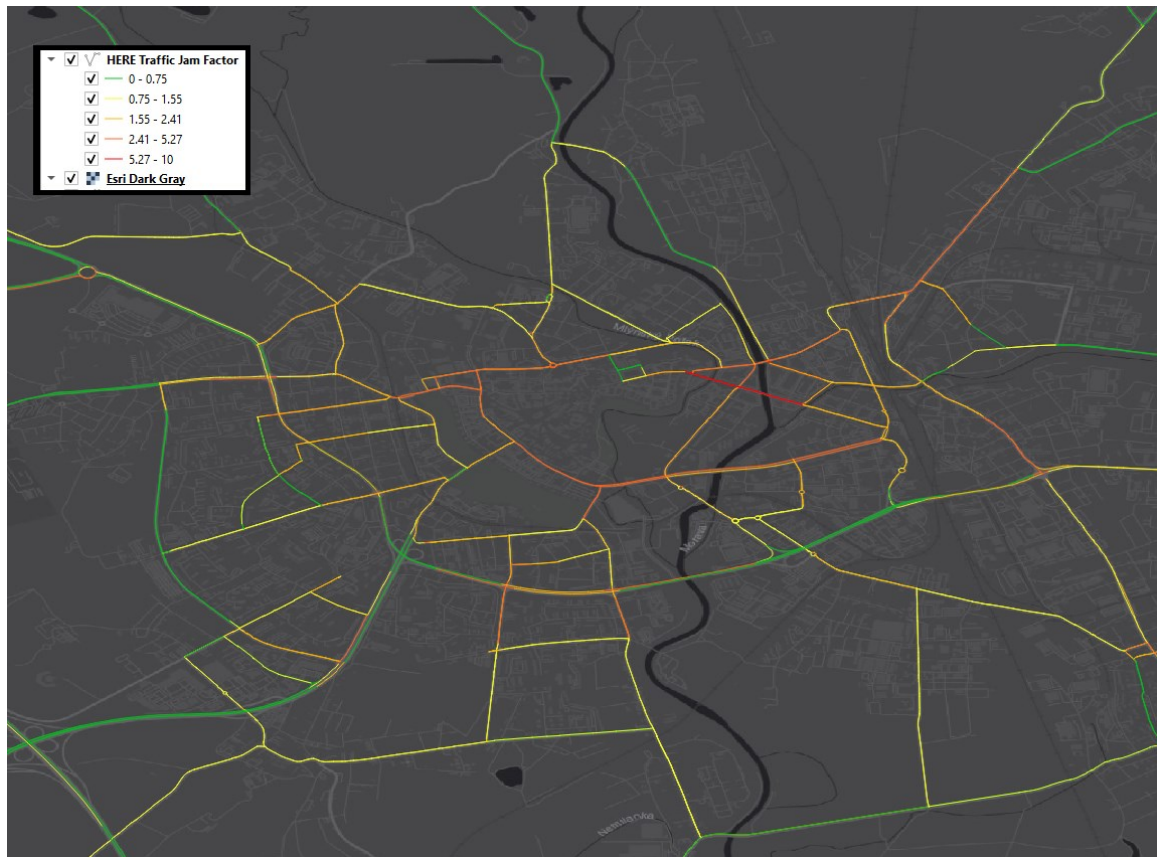 HERE Traffic Jam Factor
0 - 0.75
0.75 - 1.55
1.55 - 2.41
2.41 - 5.27
5.27 - 10
Esri Dark Gray
Morava